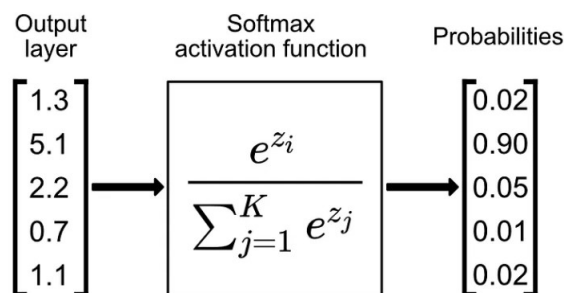 Output
layer
Softmax
activation function
Probabilities
1.3
5.1
2.2
0.7
1.1
e^{z_i}
∑_{j=1}^{K} e^{z_j}
0.02
0.90
0.05
0.01
0.02